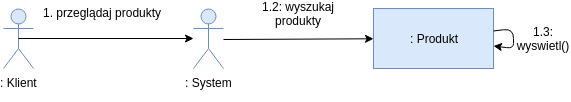 1. przeglądaj produkty
: Klient
1.2: wyszukaj
produkty
: System
: Produkt
1.3:
wyswietl()